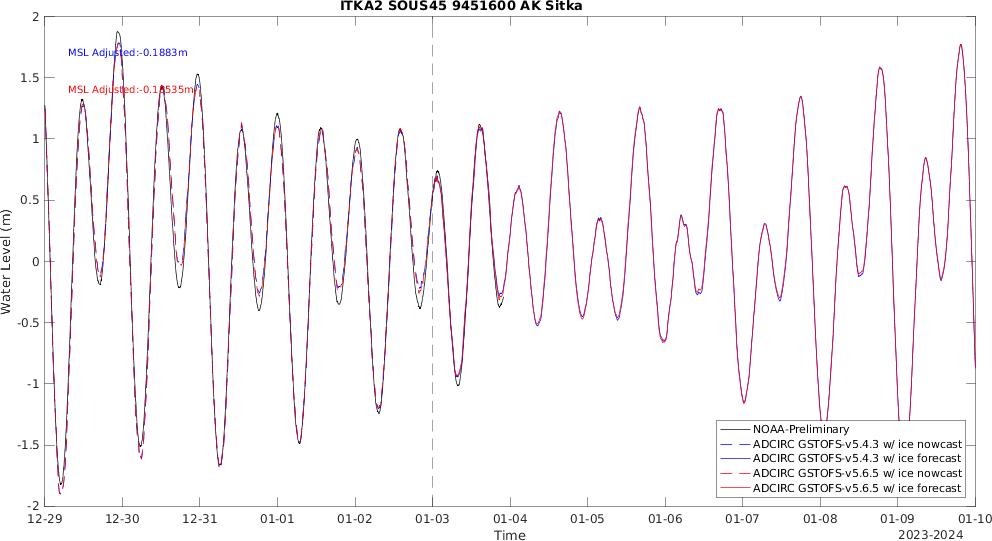 ITKA2 SOUS45 9451600 AK Sitka
MSL Adjusted:-0.1883m
MSL Adjusted:-0.18535m
2
1.5
1
0.5
0
-0.5
-1
-1.5
-2
Water Level (m)
NOAA-Preliminary
ADCIRC GSTOFS-v5.4.3 w/ ice nowcast
ADCIRC GSTOFS-v5.4.3 w/ ice forecast
ADCIRC GSTOFS-v5.6.5 w/ ice nowcast
ADCIRC GSTOFS-v5.6.5 w/ ice forecast
12-29 12-30 12-31 01-01 01-02 01-03 01-04 01-05 01-06 01-07 01-08 01-09 01-10
Time
2023-2024